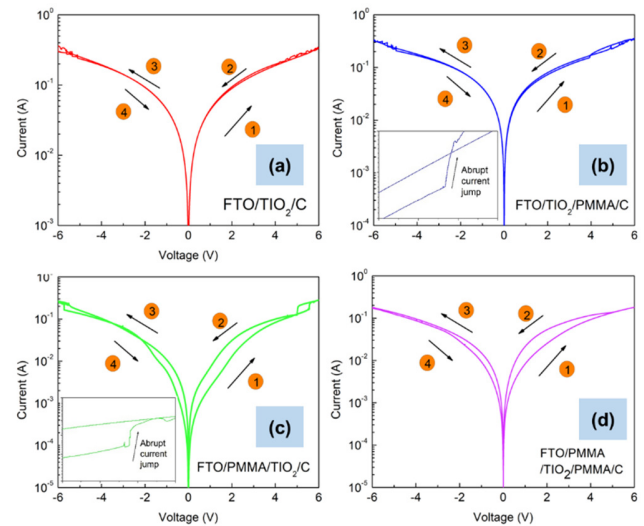 10⁰
10⁻¹
10⁻²
10⁻³
Current (A)
3
2
4
1
(a)
FTO/TIO₂/C
-6 -4 -2 0 2 4 6
Voltage (V)
10⁰
10⁻¹
10⁻²
10⁻³
10⁻⁴
10⁻⁵
Current (A)
3
2
4
1
Abrupt
current
jump
(b)
FTO/TIO₂/PMMA/C
-6 -4 -2 0 2 4 6
Voltage (V)
10¹
10⁰
10⁻¹
10⁻²
10⁻³
10⁻⁴
10⁻⁵
Current (A)
3
2
4
1
Abrupt
current
jump
(c)
FTO/PMMA/TIO₂/C
-6 -4 -2 0 2 4 6
Voltage (V)
10⁰
10⁻¹
10⁻²
10⁻³
10⁻⁴
10⁻⁵
Current (A)
3
2
4
1
(d)
FTO/PMMA
/TIO₂/PMMA/C
-6 -4 -2 0 2 4 6
Voltage (V)